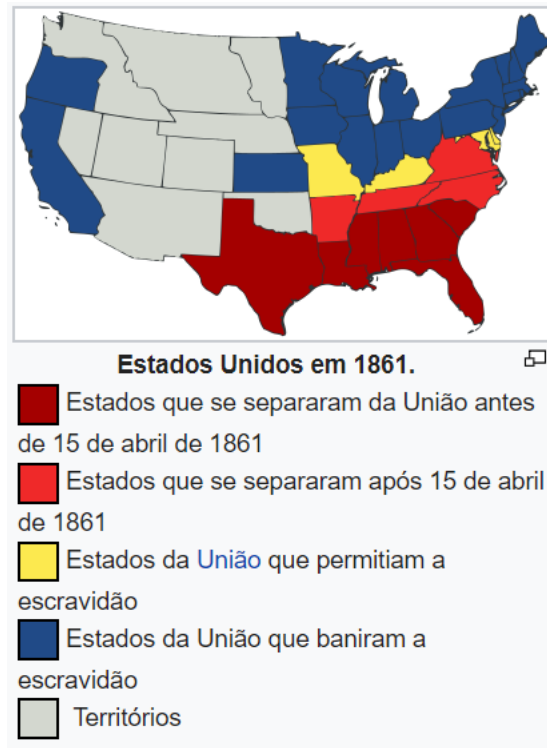 Estados Unidos em 1861.
Estados que se separaram da União antes
de 15 de abril de 1861
Estados que se separaram após 15 de abril
de 1861
Estados da União que permitiam a
escravidão
Estados da União que baniram a
escravidão
Territórios